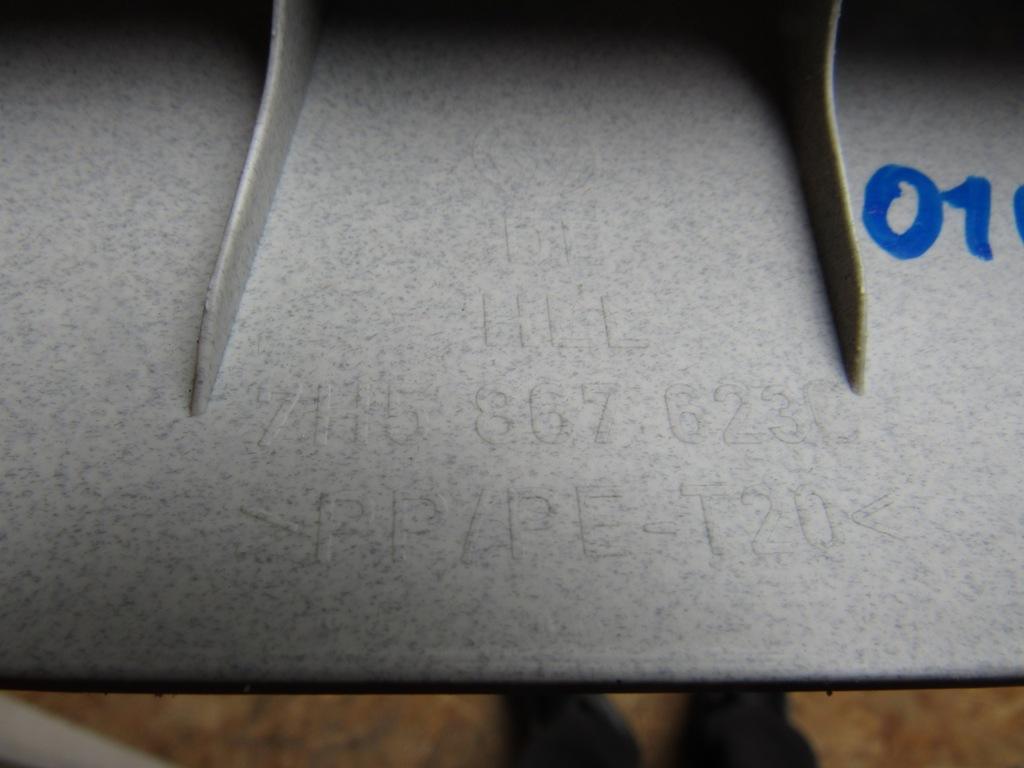 HLL
7H5 867 623C
>PP/PE-T20<
01